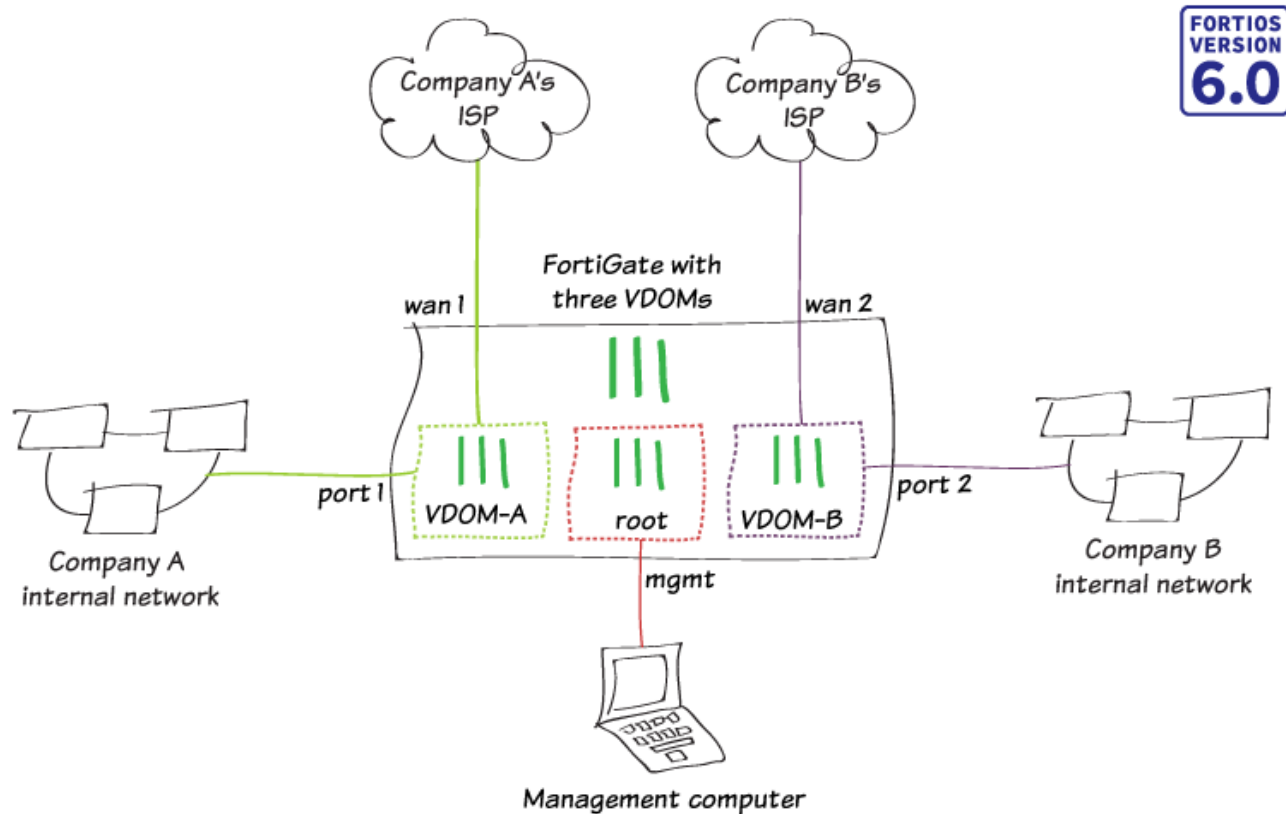 FORTIOS
VERSION
6.0
Company A's
ISP
Company B's
ISP
FortiGate with
three VDOMs
wan 1
wan 2
port 1
VDOM-A
root
VDOM-B
port 2
mgmt
Company A
internal network
Company B
internal network
Management computer